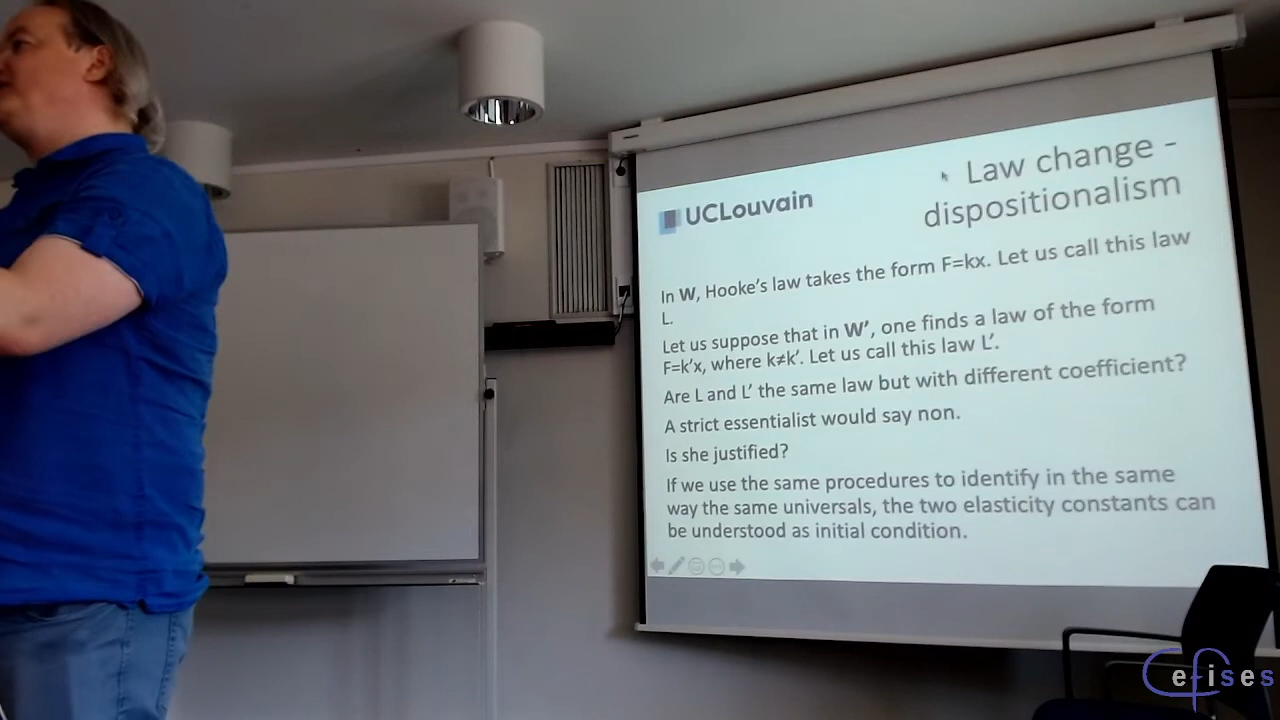 UCLouvain
Law change -
dispositionalism
In W, Hooke's law takes the form F=kx. Let us call this law
L.
Let us suppose that in W', one finds a law of the form
F=k'x, where k≠k'. Let us call this law L'.
Are L and L' the same law but with different coefficient?
A strict essentialist would say non.
Is she justified?
If we use the same procedures to identify in the same
way the same universals, the two elasticity constants can
be understood as initial condition.
Cefises